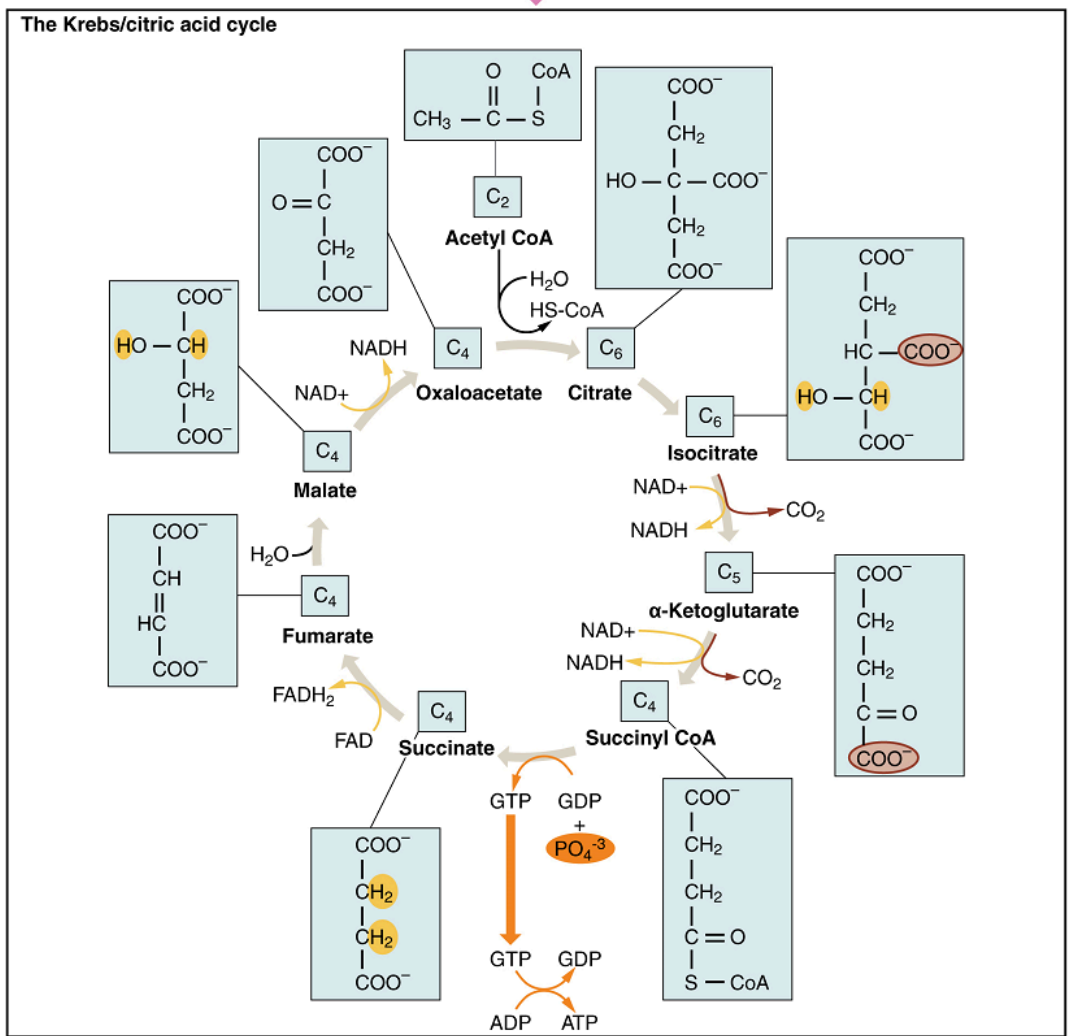 The Krebs/citric acid cycle
O CoA
||
CH₃ — C — S
C₂
Acetyl CoA
H₂O
HS-CoA
COO⁻
O = C
CH₂
COO⁻
C₄
Oxaloacetate
COO⁻
CH₂
HO — C — COO⁻
CH₂
COO⁻
C₆
Citrate
COO⁻
CH₂
HC — COO⁻
HO — CH
COO⁻
C₆
Isocitrate
NAD+
NADH
CO₂
C₅
α-Ketoglutarate
COO⁻
CH₂
CH₂
C = O
COO⁻
NAD+
NADH
CO₂
C₄
Succinyl CoA
COO⁻
CH₂
CH₂
C = O
S — CoA
GTP GDP
+
PO₄⁻³
GTP GDP
ADP ATP
C₄
Succinate
COO⁻
CH₂
CH₂
COO⁻
FADH₂
FAD
C₄
Fumarate
COO⁻
CH
||
HC
COO⁻
H₂O
C₄
Malate
COO⁻
HO — CH
CH₂
COO⁻
NADH
NAD+